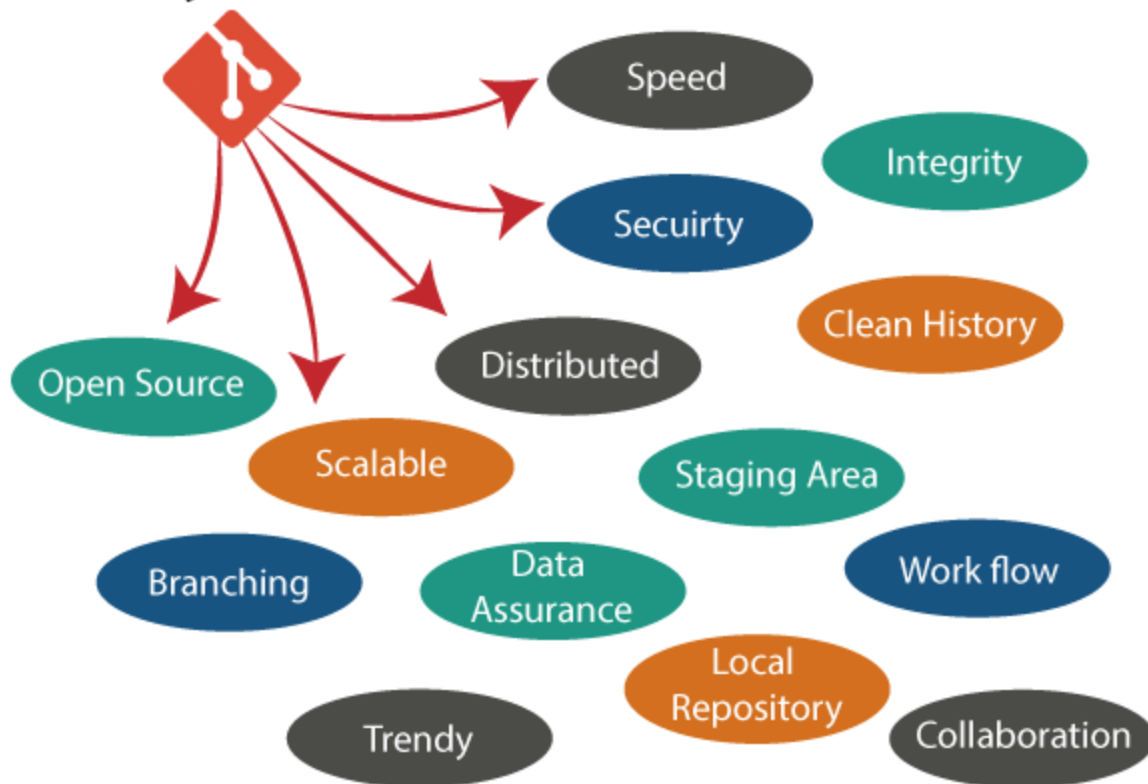 Speed
Integrity
Secuirty
Clean History
Distributed
Open Source
Scalable
Staging Area
Branching
Data
Assurance
Work flow
Local
Repository
Trendy
Collaboration